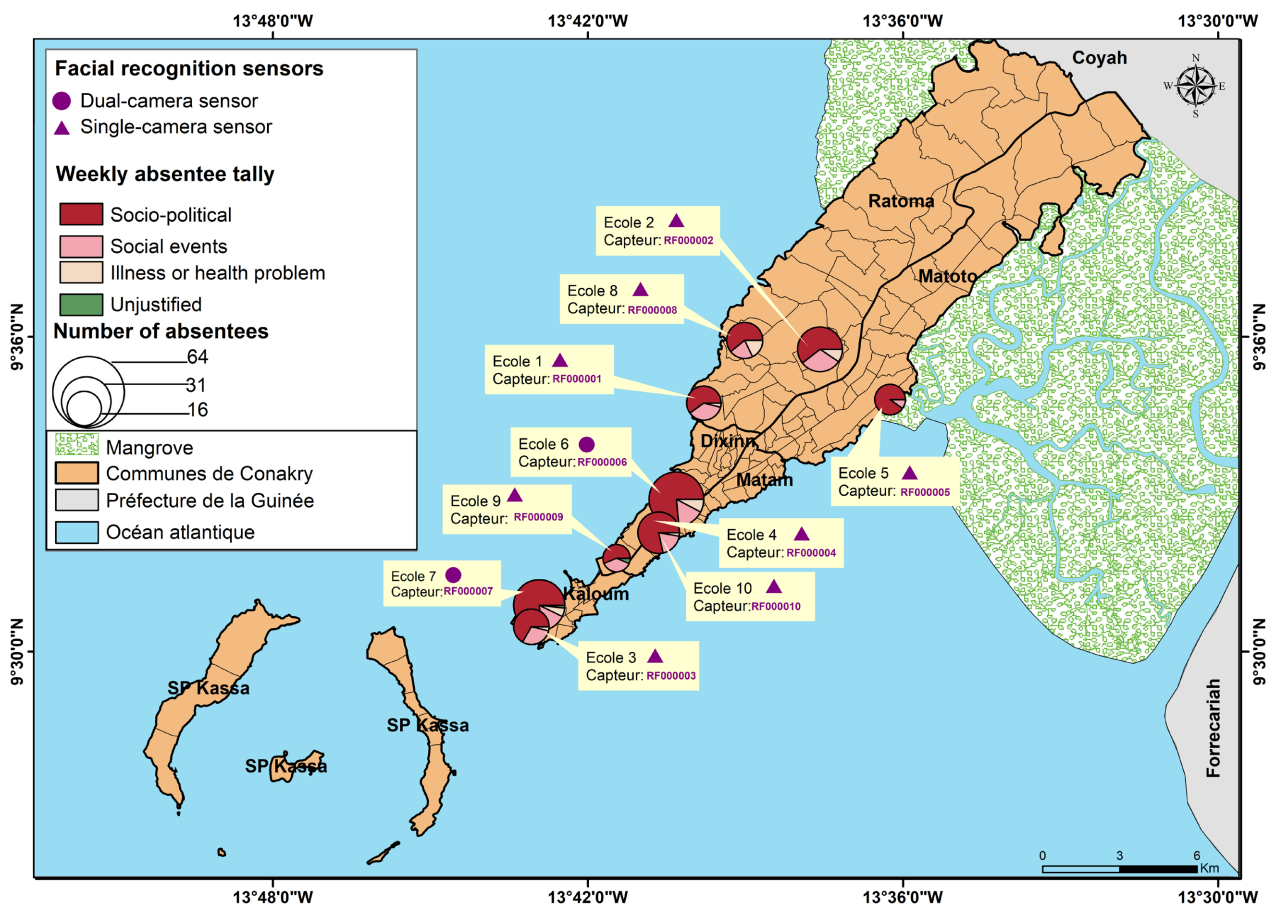 13°48'0"W
13°42'0"W
13°36'0"W
13°30'0"W
Facial recognition sensors
Dual-camera sensor
Single-camera sensor
Weekly absentee tally
Socio-political
Social events
Illness or health problem
Unjustified
Number of absentees
64
31
16
Mangrove
Communes de Conakry
Préfecture de la Guinée
Océan atlantique
Coyah
N
W
E
S
Ratoma
Matoto
Ecole 2
Capteur: RF000002
Ecole 8
Capteur: RF000008
9°36'0"N
9°36'0"N
Ecole 1
Capteur: RF000001
Dixinn
Ecole 6
Capteur: RF000006
Matam
Ecole 5
Capteur: RF000005
Ecole 9
Capteur: RF000009
Ecole 4
Capteur: RF000004
Ecole 7
Capteur: RF000007
Kaloum
Ecole 10
Capteur: RF000010
Ecole 3
Capteur: RF000003
9°30'0"N
9°30'0"N
SP Kassa
SP Kassa
SP Kassa
Forrecariah
0
3
6
Km
13°48'0"W
13°42'0"W
13°36'0"W
13°30'0"W